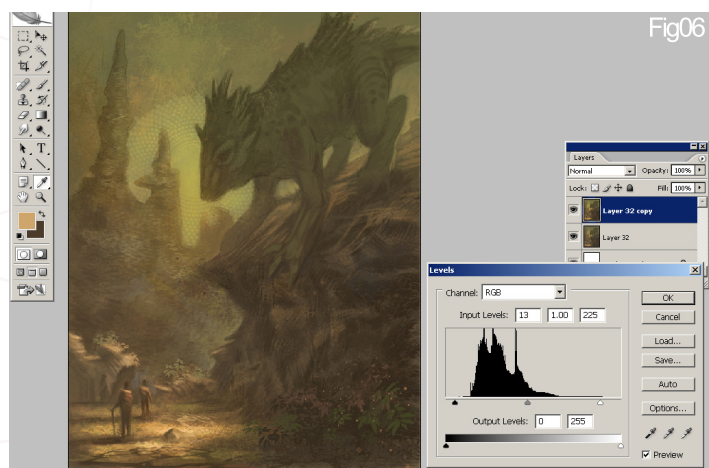 Fig06
Layers
Normal Opacity: 100%
Lock: Fill: 100%
Layer 32 copy
Layer 32
Levels
Channel: RGB
OK
Input Levels: 13 1.00 225
Cancel
Load...
Save...
Auto
Options...
Output Levels: 0 255
Preview